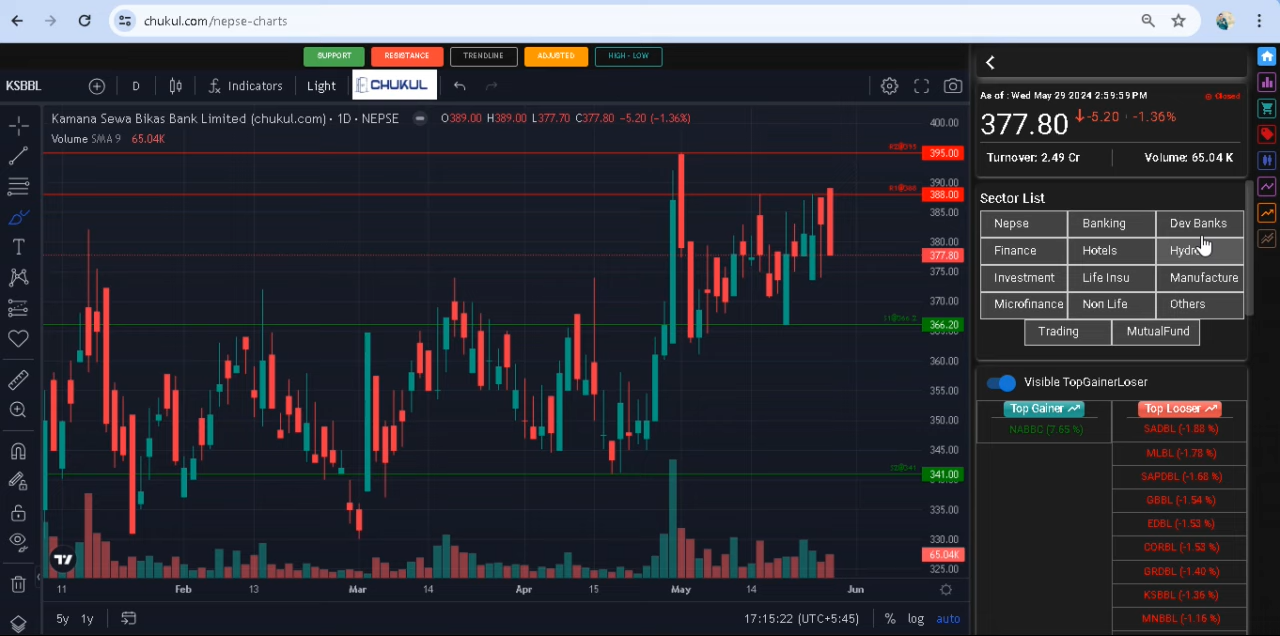 chukul.com/nepse-charts
SUPPORT RESISTANCE TRENDLINE ADJUSTED HIGH - LOW
KSBBL D Indicators Light CHUKUL
Kamana Sewa Bikas Bank Limited (chukul.com) · 1D · NEPSE O389.00 H389.00 L377.70 C377.80 -5.20 (-1.36%)
Volume SMA 9 65.04K
400.00
395.00
390.00
388.00
385.00
380.00
377.80
375.00
370.00
366.20
360.00
355.00
350.00
345.00
341.00
335.00
330.00
65.04K
325.00
11 Feb 13 Mar 14 Apr 15 May 14 Jun
5y 1y 17:15:22 (UTC+5:45) % log auto
As of : Wed May 29 2024 2:59:59 PM Closed
377.80 -5.20 -1.36%
Turnover: 2.49 Cr Volume: 65.04 K
Sector List
Nepse Banking Dev Banks
Finance Hotels
Investment Life Insu Manufacture
Microfinance Non Life Others
Trading MutualFund
Visible TopGainerLoser
Top Gainer Top Looser
NABBC (7.65 %) SADBL (-1.88 %)
MLBL (-1.78 %)
SAPDBL (-1.68 %)
GBBL (-1.54 %)
EDBL (-1.53 %)
CORBL (-1.53 %)
GRDBL (-1.40 %)
KSBBL (-1.36 %)
MNBBL (-1.16 %)